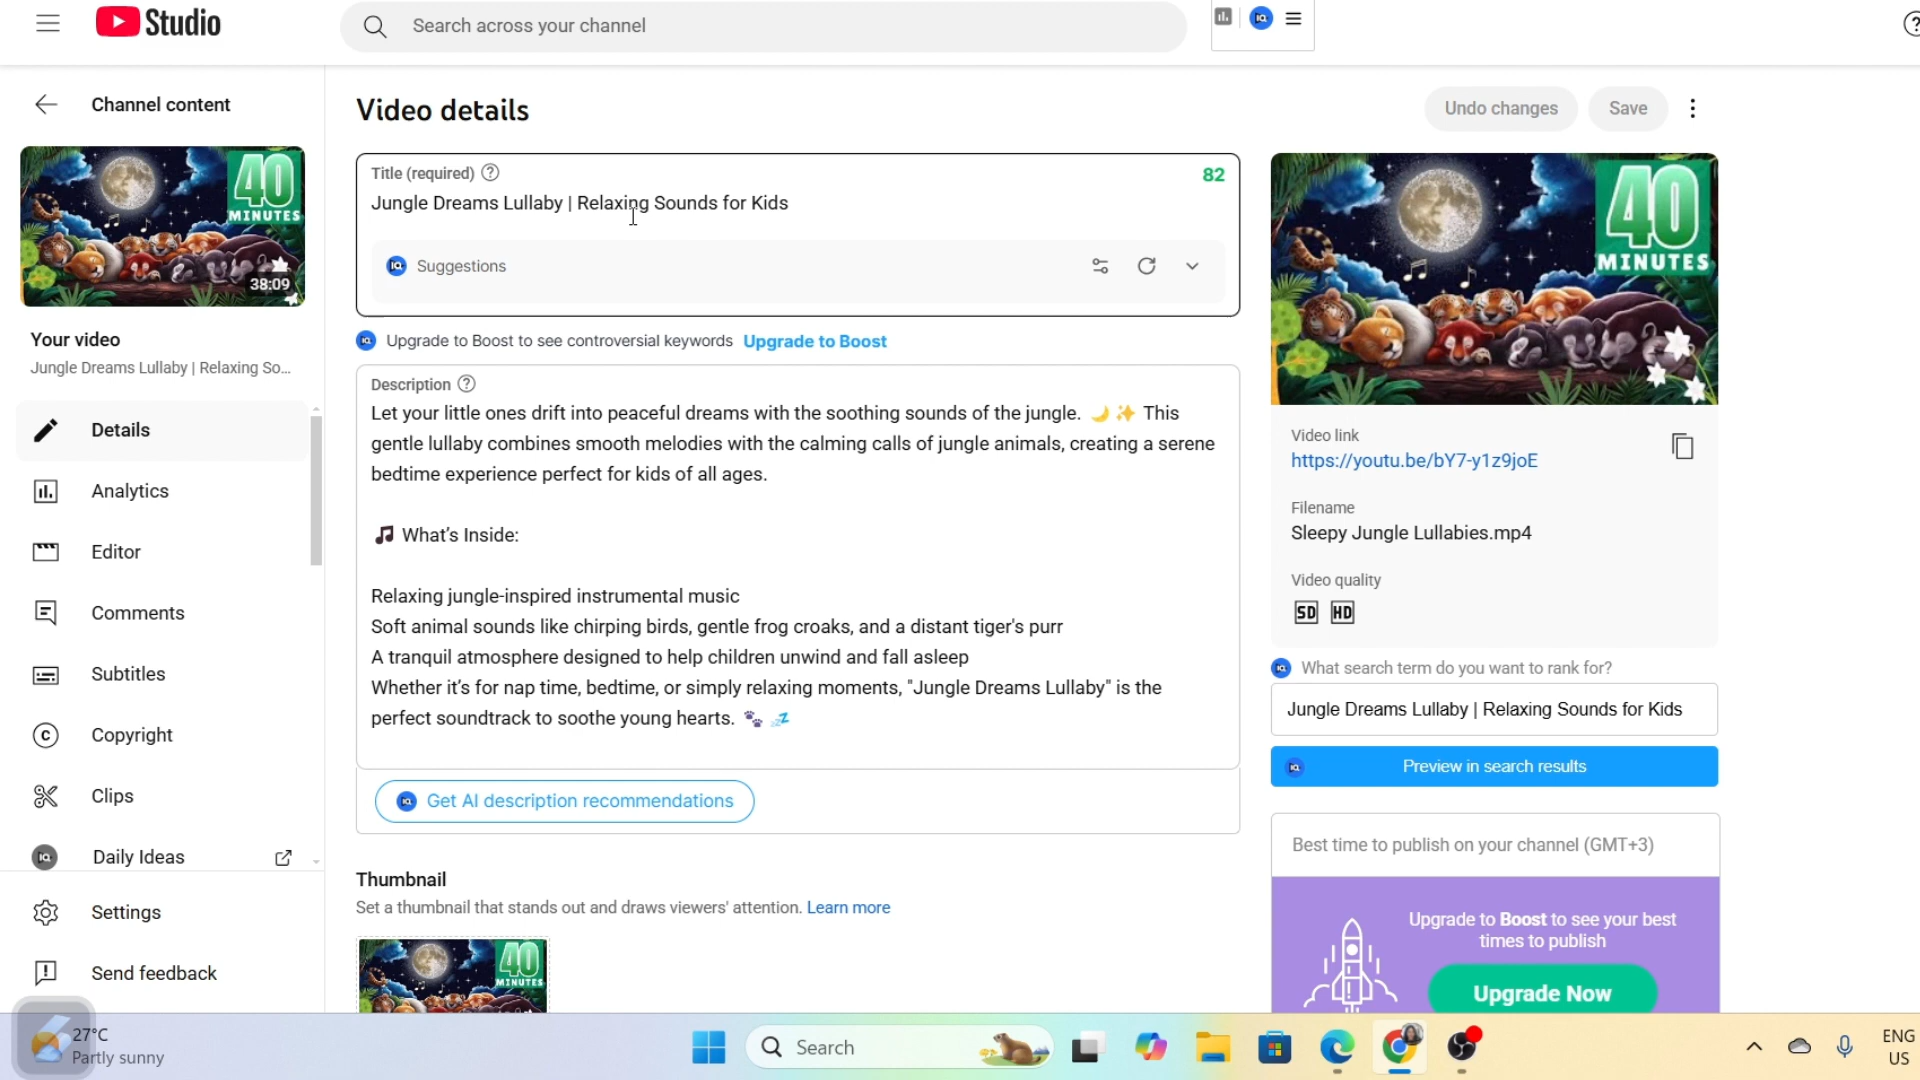 Studio
Search across your channel
Channel content
40
MINUTES
38:09
Your video
Jungle Dreams Lullaby | Relaxing So...
Details
Analytics
Editor
Comments
Subtitles
Copyright
Clips
Daily Ideas
Settings
Send feedback
Video details
Undo changes
Save
Title (required)
82
Jungle Dreams Lullaby | Relaxing Sounds for Kids
Suggestions
Upgrade to Boost to see controversial keywords Upgrade to Boost
Description
Let your little ones drift into peaceful dreams with the soothing sounds of the jungle. 🌙✨ This
gentle lullaby combines smooth melodies with the calming calls of jungle animals, creating a serene
bedtime experience perfect for kids of all ages.
🎵 What's Inside:
Relaxing jungle-inspired instrumental music
Soft animal sounds like chirping birds, gentle frog croaks, and a distant tiger's purr
A tranquil atmosphere designed to help children unwind and fall asleep
Whether it's for nap time, bedtime, or simply relaxing moments, "Jungle Dreams Lullaby" is the
perfect soundtrack to soothe young hearts. 🐾 💤
Get AI description recommendations
Thumbnail
Set a thumbnail that stands out and draws viewers' attention. Learn more
40
MINUTES
40
MINUTES
Video link
https://youtu.be/bY7-y1z9joE
Filename
Sleepy Jungle Lullabies.mp4
Video quality
SD HD
What search term do you want to rank for?
Jungle Dreams Lullaby | Relaxing Sounds for Kids
Preview in search results
Best time to publish on your channel (GMT+3)
Upgrade to Boost to see your best
times to publish
Upgrade Now
27°C
Partly sunny
Search
ENG
US